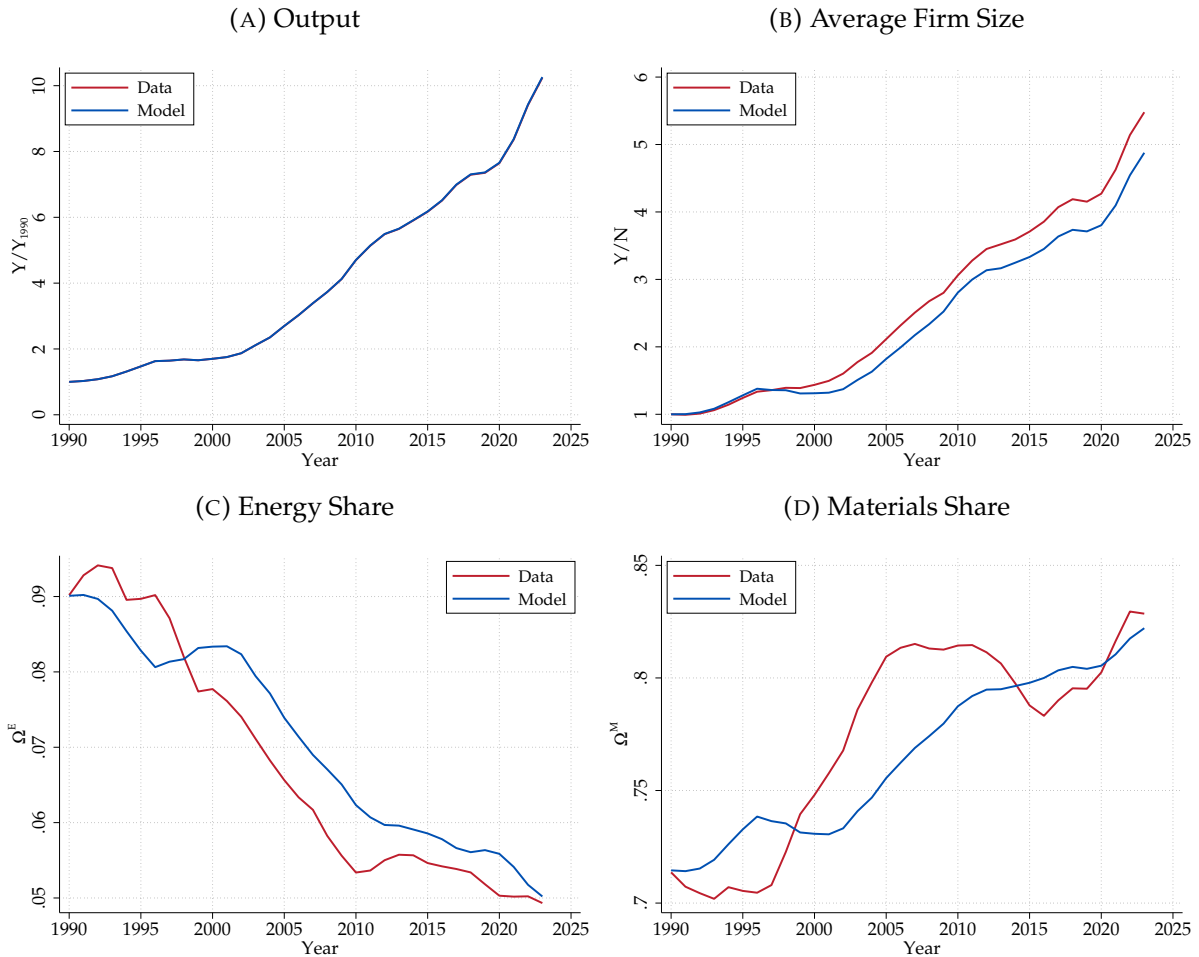 (A) Output
Data
Model
Y/Y1990
0
2
4
6
8
10
1990 1995 2000 2005 2010 2015 2020 2025
Year
(B) Average Firm Size
Data
Model
Y/N
1
2
3
4
5
6
1990 1995 2000 2005 2010 2015 2020 2025
Year
(C) Energy Share
Data
Model
Ω^E
.05
.06
.07
.08
.09
1990 1995 2000 2005 2010 2015 2020 2025
Year
(D) Materials Share
Data
Model
Ω^M
.7
.75
.8
.85
1990 1995 2000 2005 2010 2015 2020 2025
Year